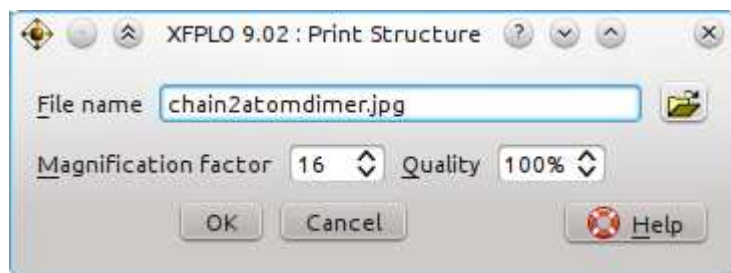 XFPLO 9.02 : Print Structure ?
File name chain2atomdimer.jpg
Magnification factor 16 Quality 100%
OK Cancel Help